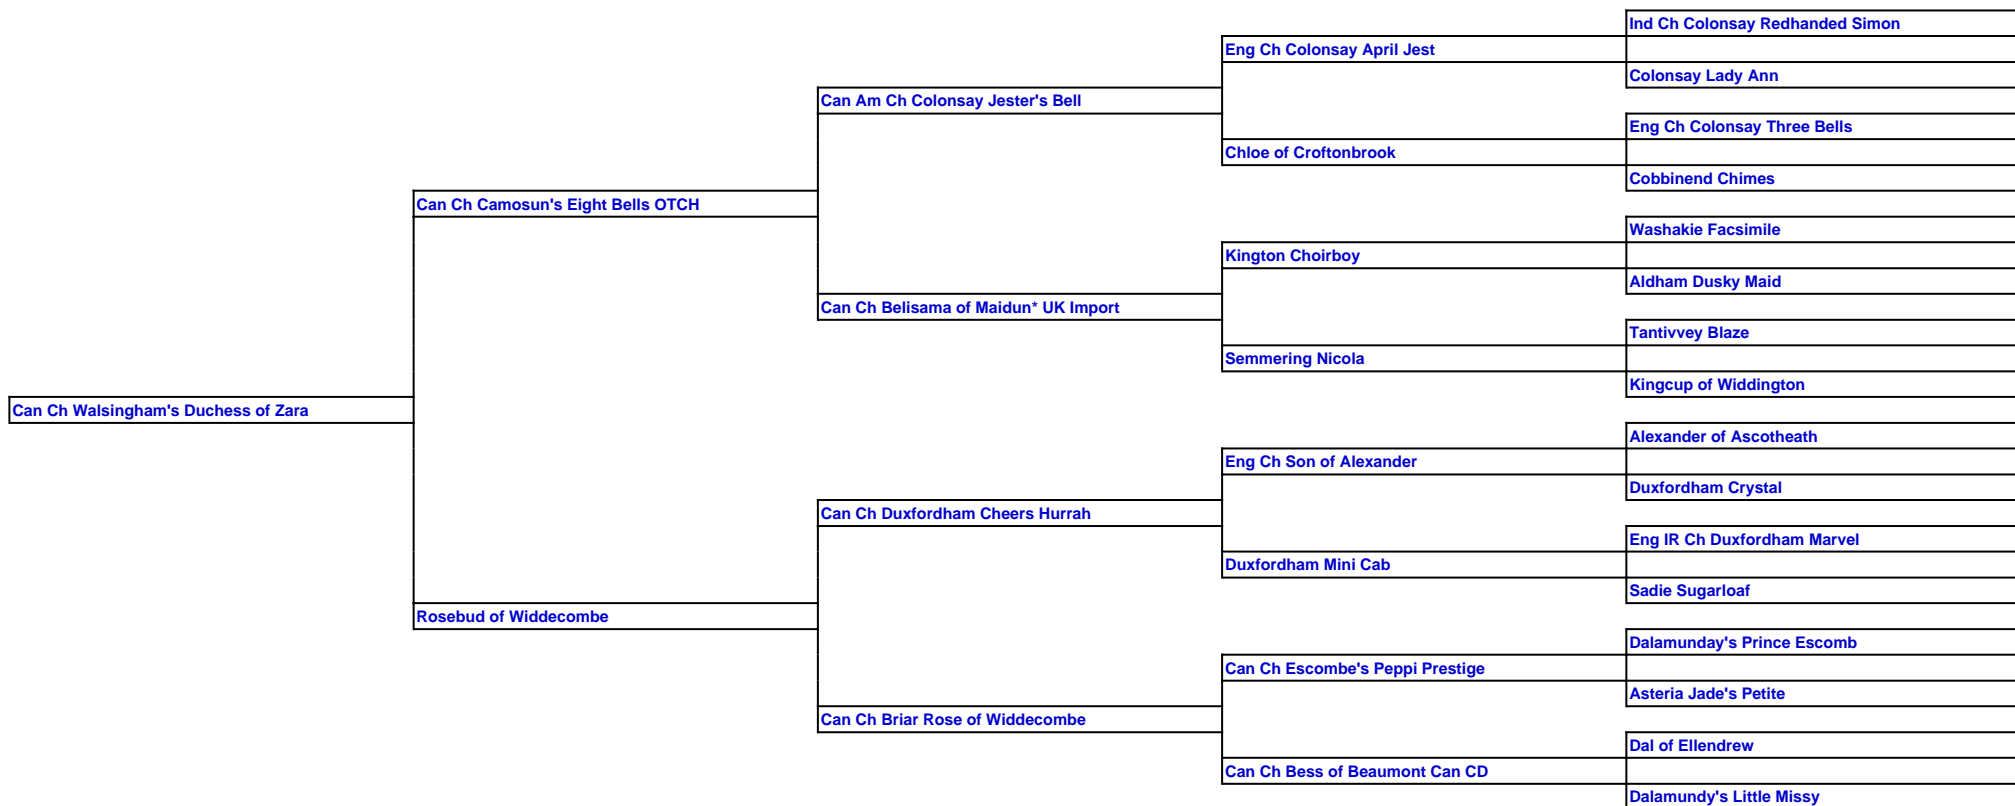 Ind Ch Colonsay Redhanded Simon
Eng Ch Colonsay April Jest
Colonsay Lady Ann
Can Am Ch Colonsay Jester's Bell
Eng Ch Colonsay Three Bells
Chloe of Croftonbrook
Cobbinend Chimes
Can Ch Camosun's Eight Bells OTCH
Washakie Facsimile
Kington Choirboy
Aldham Dusky Maid
Can Ch Belisama of Maidun* UK Import
Tantivvey Blaze
Semmering Nicola
Kingcup of Widdington
Can Ch Walsingham's Duchess of Zara
Alexander of Ascotheath
Eng Ch Son of Alexander
Duxfordham Crystal
Can Ch Duxfordham Cheers Hurrah
Eng IR Ch Duxfordham Marvel
Duxfordham Mini Cab
Sadie Sugarloaf
Rosebud of Widdecombe
Dalamunday's Prince Escomb
Can Ch Escombe's Peppi Prestige
Asteria Jade's Petite
Can Ch Briar Rose of Widdecombe
Dal of Ellendrew
Can Ch Bess of Beaumont Can CD
Dalamundy's Little Missy